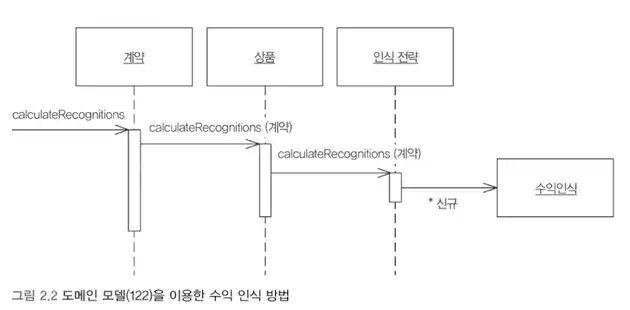 계약
상품
인식 전략
calculateRecognitions
calculateRecognitions (계약)
calculateRecognitions (계약)
* 신규
수익인식
그림 2.2 도메인 모델(122)을 이용한 수익 인식 방법